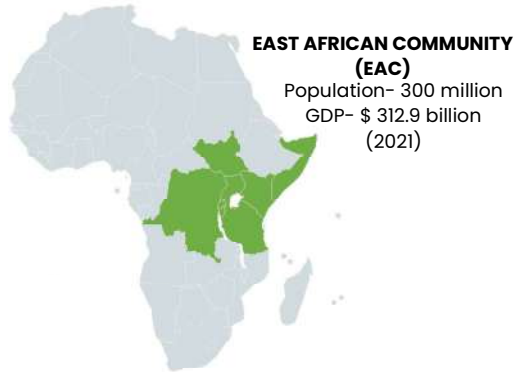 EAST AFRICAN COMMUNITY
(EAC)
Population- 300 million
GDP- $ 312.9 billion
(2021)